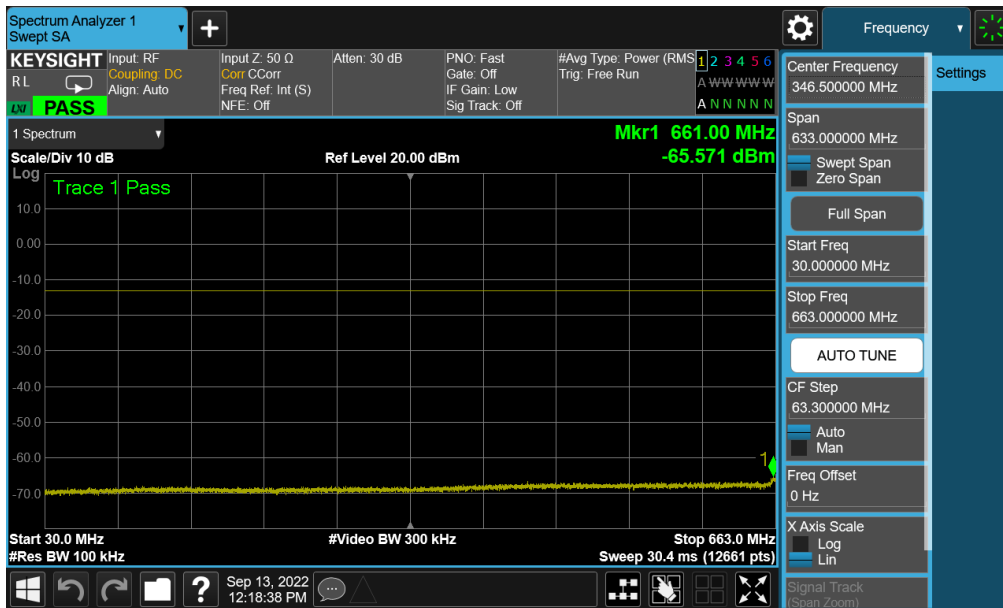 Spectrum Analyzer 1
Swept SA
+
Frequency
KEYSIGHT
RL
LXI PASS
Input: RF
Coupling: DC
Align: Auto
Input Z: 50 Ω
Corr CCorr
Freq Ref: Int (S)
NFE: Off
Atten: 30 dB
PNO: Fast
Gate: Off
IF Gain: Low
Sig Track: Off
#Avg Type: Power (RMS
Trig: Free Run
1 2 3 4 5 6
A W W W W W
A N N N N N
1 Spectrum
Scale/Div 10 dB
Log
Ref Level 20.00 dBm
Mkr1 661.00 MHz
-65.571 dBm
Trace 1 Pass
10.0
0.00
-10.0
-20.0
-30.0
-40.0
-50.0
-60.0
-70.0
1
Start 30.0 MHz
#Res BW 100 kHz
#Video BW 300 kHz
Stop 663.0 MHz
Sweep 30.4 ms (12661 pts)
Center Frequency
346.500000 MHz
Span
633.000000 MHz
Swept Span
Zero Span
Full Span
Start Freq
30.000000 MHz
Stop Freq
663.000000 MHz
AUTO TUNE
CF Step
63.300000 MHz
Auto
Man
Freq Offset
0 Hz
X Axis Scale
Log
Lin
Signal Track
(Span Zoom)
Settings
?
Sep 13, 2022
12:18:38 PM